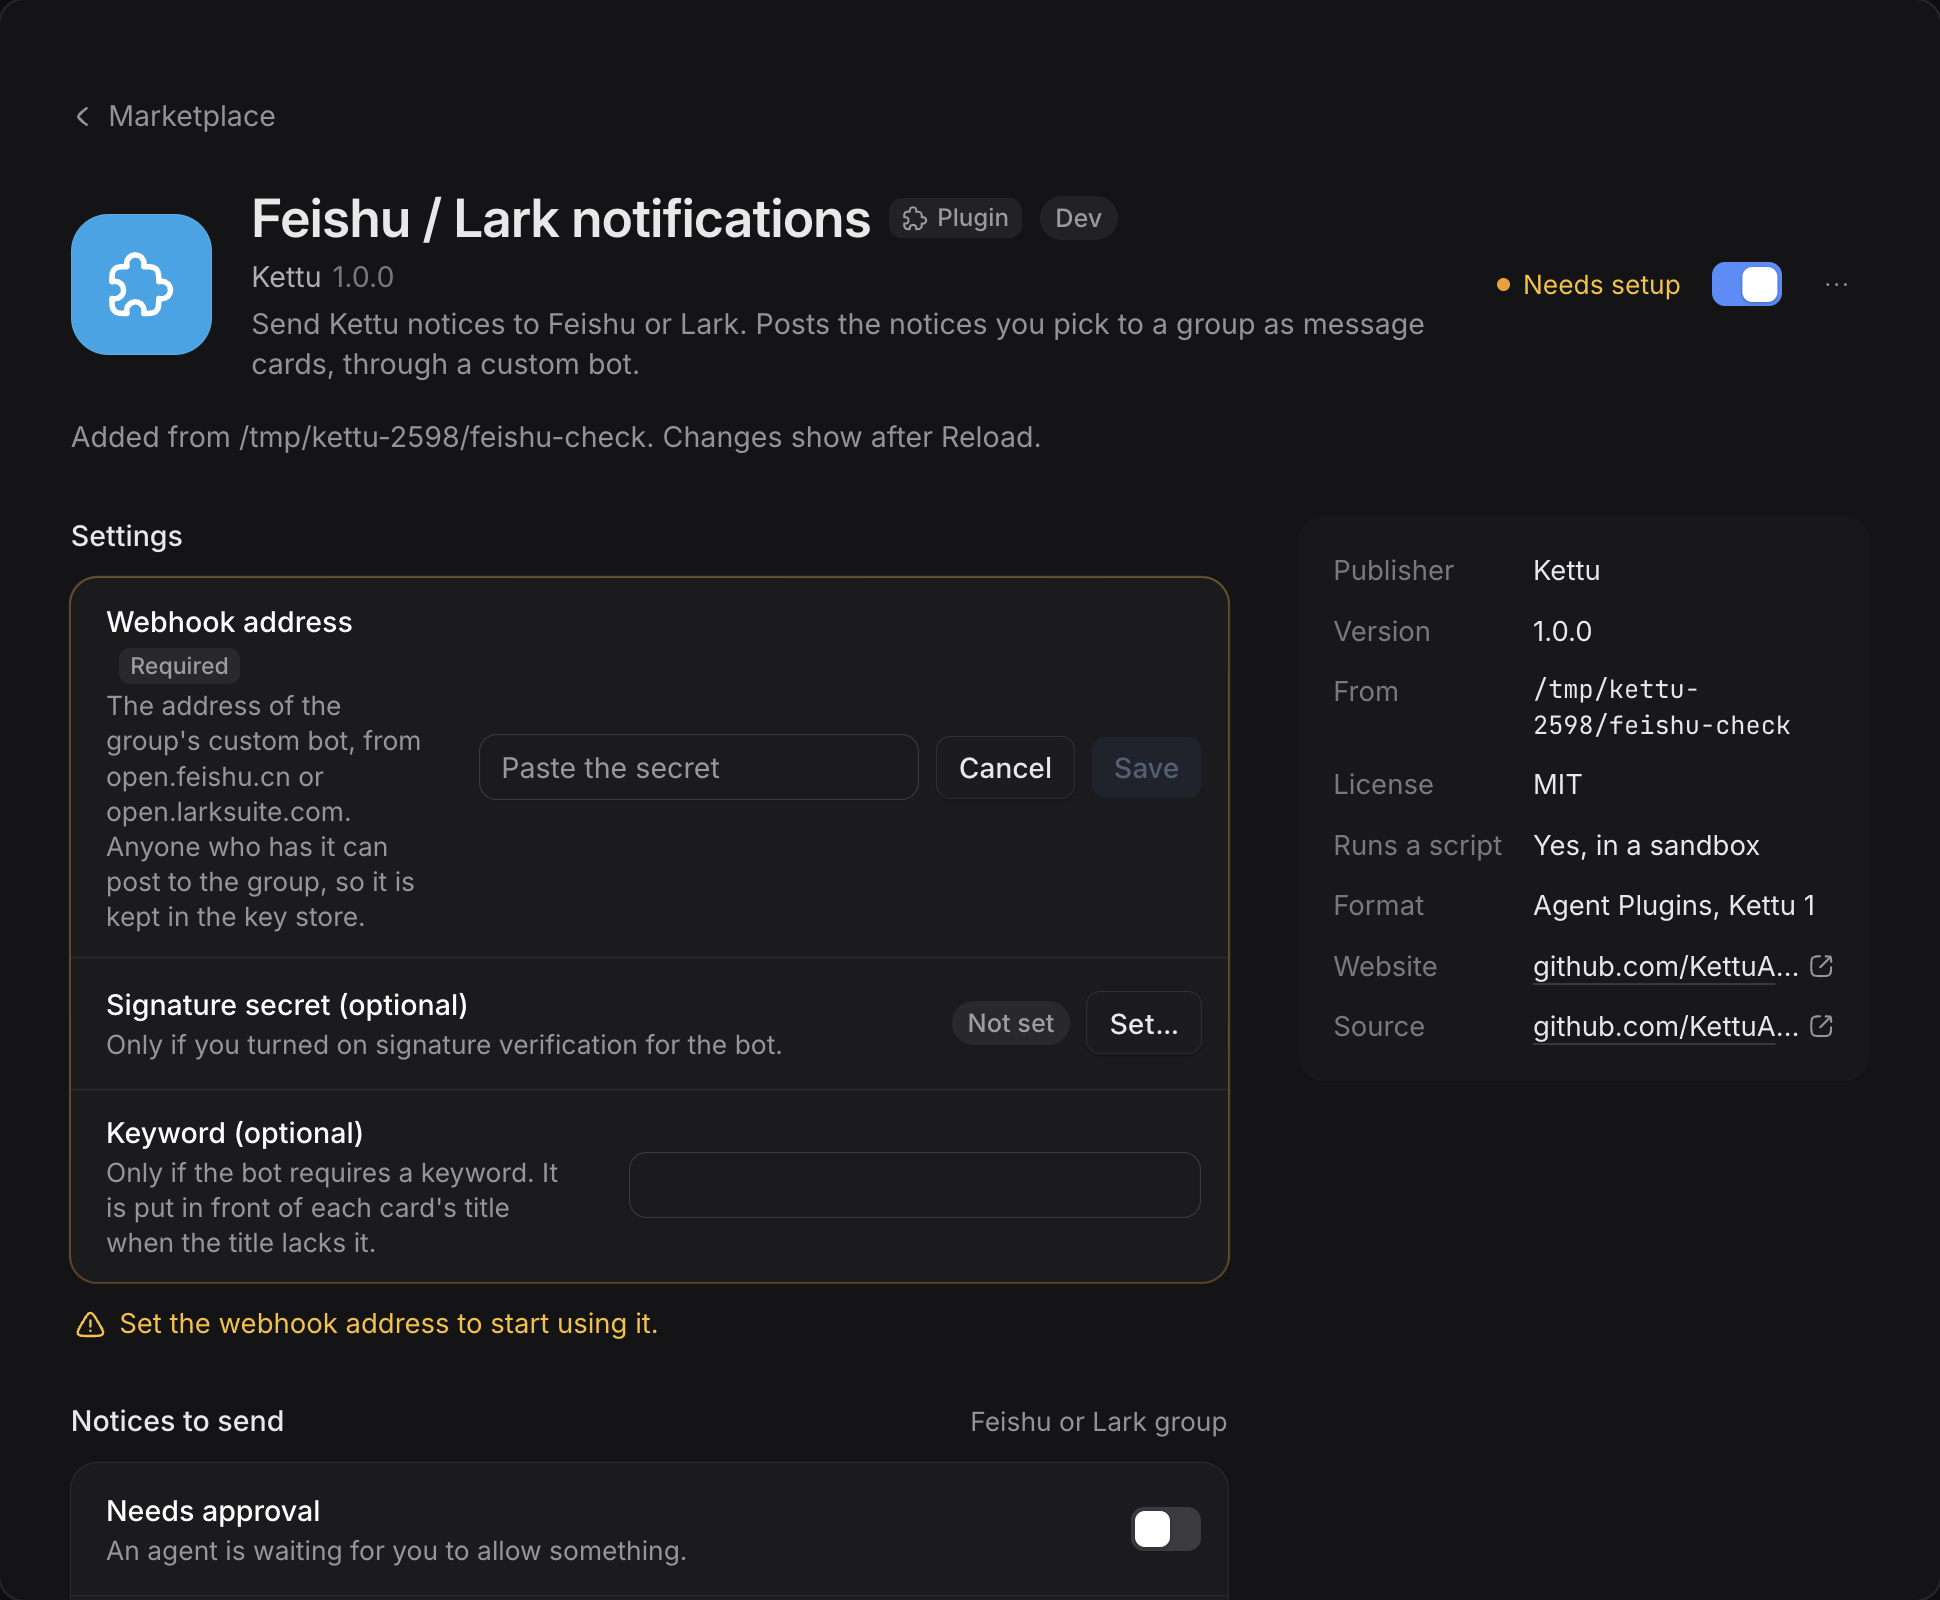 Marketplace
Feishu / Lark notifications
Plugin
Dev
Kettu 1.0.0
Send Kettu notices to Feishu or Lark. Posts the notices you pick to a group as message
cards, through a custom bot.
Needs setup
Added from /tmp/kettu-2598/feishu-check. Changes show after Reload.
Settings
Webhook address
Required
The address of the
group's custom bot, from
open.feishu.cn or
open.larksuite.com.
Anyone who has it can
post to the group, so it is
kept in the key store.
Paste the secret
Cancel
Save
Signature secret (optional)
Only if you turned on signature verification for the bot.
Not set
Set...
Keyword (optional)
Only if the bot requires a keyword. It
is put in front of each card's title
when the title lacks it.
Set the webhook address to start using it.
Notices to send
Feishu or Lark group
Needs approval
An agent is waiting for you to allow something.
Publisher Kettu
Version 1.0.0
From /tmp/kettu-
2598/feishu-check
License MIT
Runs a script Yes, in a sandbox
Format Agent Plugins, Kettu 1
Website github.com/KettuA...
Source github.com/KettuA...